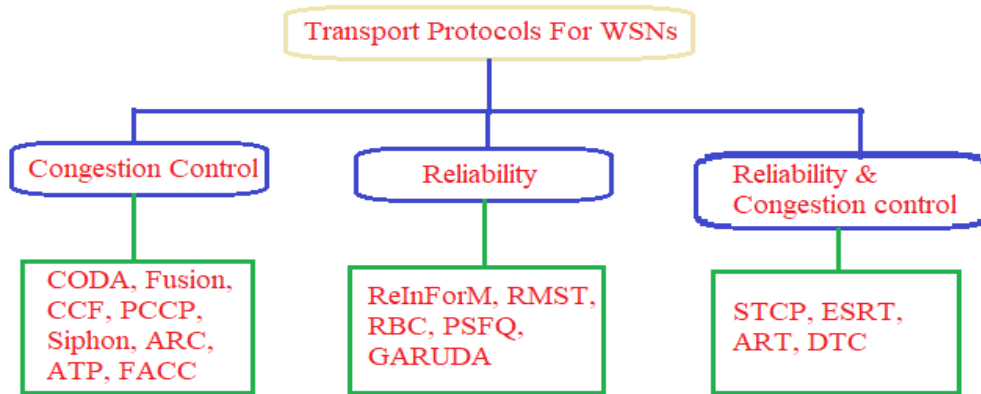 Transport Protocols For WSNs
Congestion Control
Reliability
Reliability &
Congestion control
CODA, Fusion,
CCF, PCCP,
Siphon, ARC,
ATP, FACC
ReInForM, RMST,
RBC, PSFQ,
GARUDA
STCP, ESRT,
ART, DTC